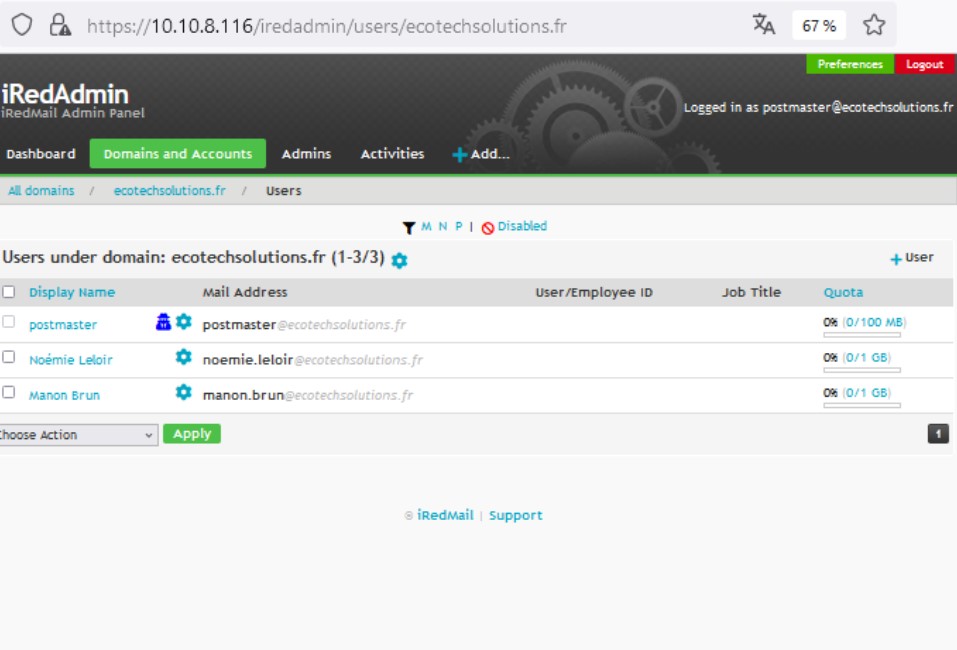 https://10.10.8.116/iredadmin/users/ecotechsolutions.fr 67 %
Preferences Logout
iRedAdmin
iRedMail Admin Panel
Logged in as postmaster@ecotechsolutions.fr
Dashboard Domains and Accounts Admins Activities + Add...
All domains / ecotechsolutions.fr / Users
M N P | Disabled
Users under domain: ecotechsolutions.fr (1-3/3) + User
Display Name Mail Address User/Employee ID Job Title Quota
postmaster postmaster@ecotechsolutions.fr 0% (0/100 MB)
Noémie Leloir noemie.leloir@ecotechsolutions.fr 0% (0/1 GB)
Manon Brun manon.brun@ecotechsolutions.fr 0% (0/1 GB)
Choose Action Apply 1
© iRedMail | Support